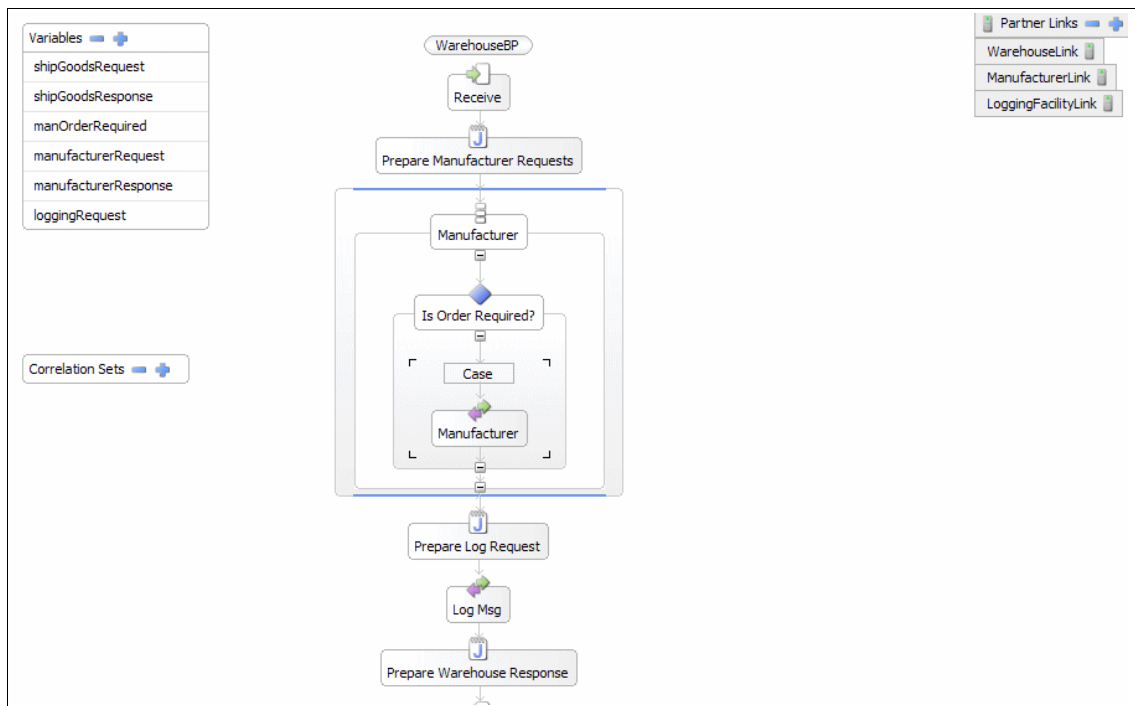 Variables
shipGoodsRequest
shipGoodsResponse
manOrderRequired
manufacturerRequest
manufacturerResponse
loggingRequest
Correlation Sets
WarehouseBP
Receive
J
Prepare Manufacturer Requests
Manufacturer
Is Order Required?
Case
Manufacturer
J
Prepare Log Request
Log Msg
J
Prepare Warehouse Response
Partner Links
WarehouseLink
ManufacturerLink
LoggingFacilityLink